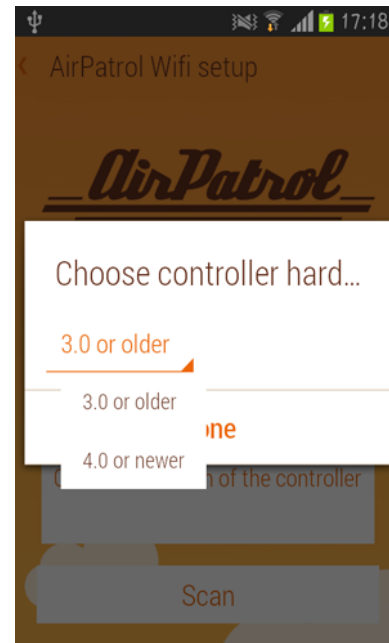 17:18
AirPatrol Wifi setup
AirPatrol
Choose controller hard...
3.0 or older
3.0 or older
4.0 or newer
of the controller
Scan